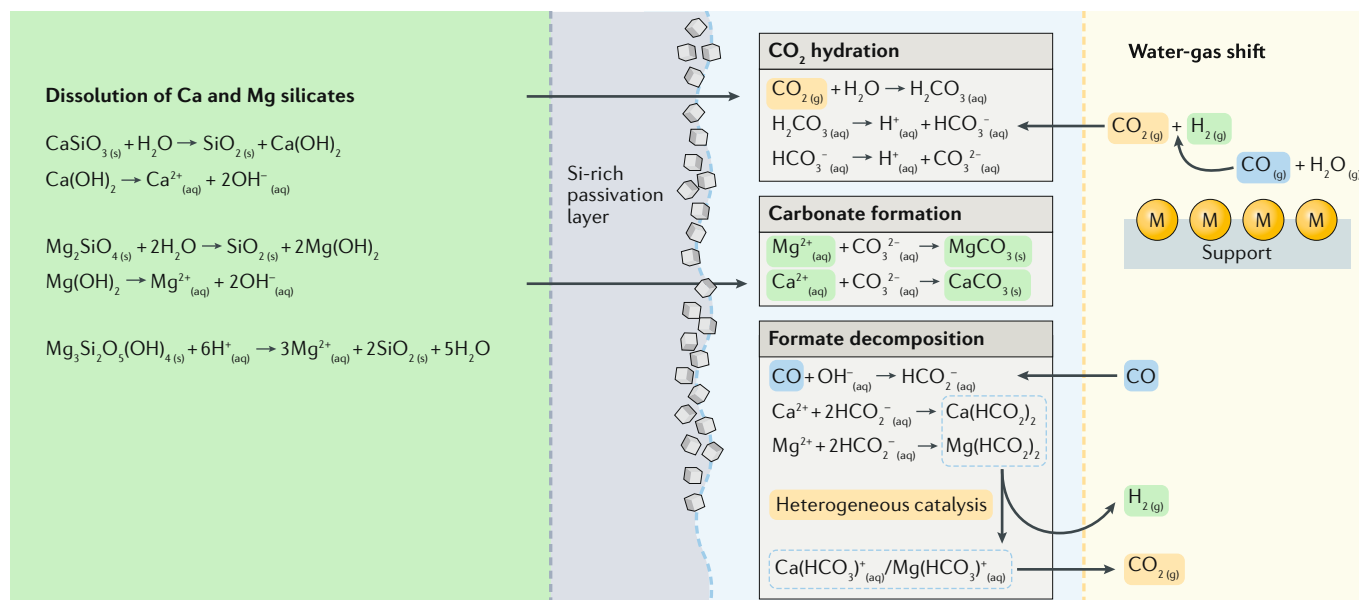 Dissolution of Ca and Mg silicates
CaSiO₃ ₍s₎ + H₂O → SiO₂ ₍s₎ + Ca(OH)₂
Ca(OH)₂ → Ca²⁺(aq) + 2OH⁻(aq)
Mg₂SiO₄ (s) + 2H₂O → SiO₂ (s) + 2Mg(OH)₂
Mg(OH)₂ → Mg²⁺(aq) + 2OH⁻(aq)
Mg₃Si₂O₅(OH)₄ (s) + 6H⁺(aq) → 3Mg²⁺(aq) + 2SiO₂ (s) + 5H₂O
Si-rich
passivation
layer
CO₂ hydration
CO₂ (g) + H₂O → H₂CO₃ (aq)
H₂CO₃ (aq) → H⁺(aq) + HCO₃⁻(aq)
HCO₃⁻(aq) → H⁺(aq) + CO₃²⁻(aq)
Carbonate formation
Mg²⁺(aq) + CO₃²⁻(aq) → MgCO₃ (s)
Ca²⁺(aq) + CO₃²⁻(aq) → CaCO₃ (s)
Formate decomposition
CO + OH⁻(aq) → HCO₂⁻(aq)
Ca²⁺ + 2HCO₂⁻(aq) → Ca(HCO₂)₂
Mg²⁺ + 2HCO₂⁻(aq) → Mg(HCO₂)₂
Heterogeneous catalysis
Ca(HCO₃)⁺(aq)/Mg(HCO₃)⁺(aq)
Water-gas shift
CO₂ (g) + H₂ (g)
CO(g) + H₂O(g)
M M M M
Support
CO
H₂ (g)
CO₂ (g)